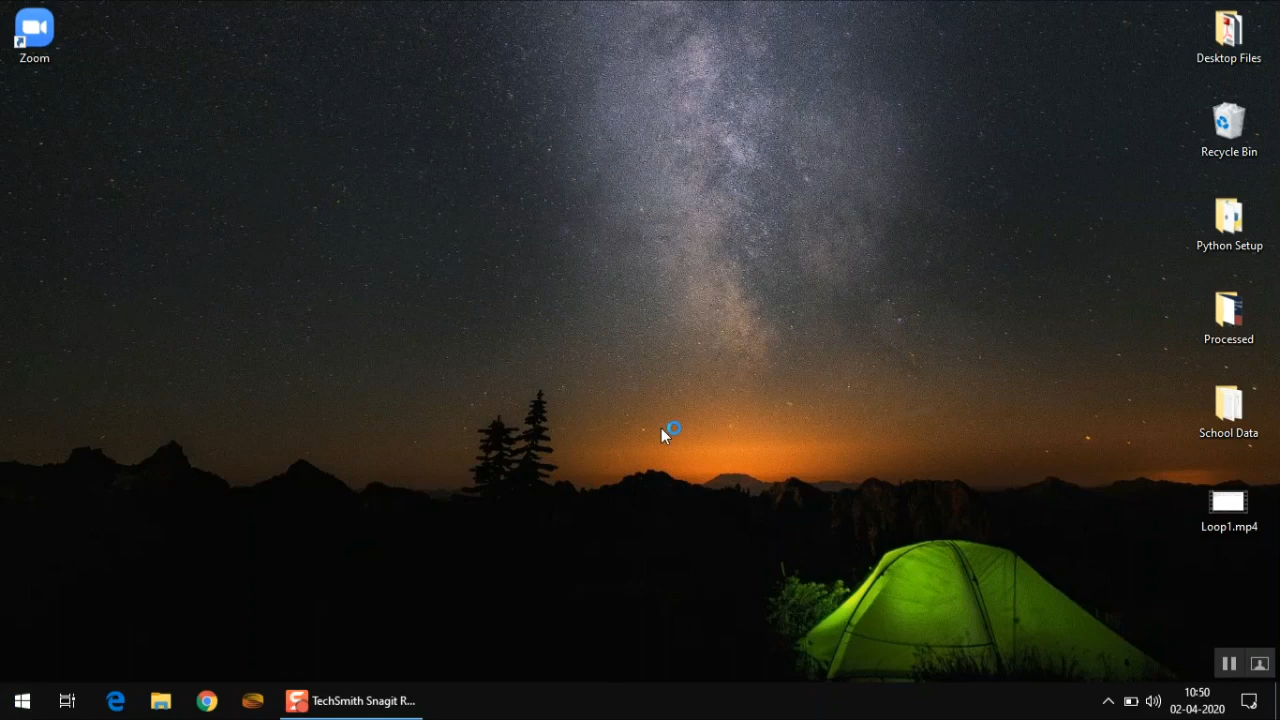 Zoom
Desktop Files
Recycle Bin
Python Setup
Processed
School Data
Loop1.mp4
TechSmith Snagit R...
10:50
02-04-2020